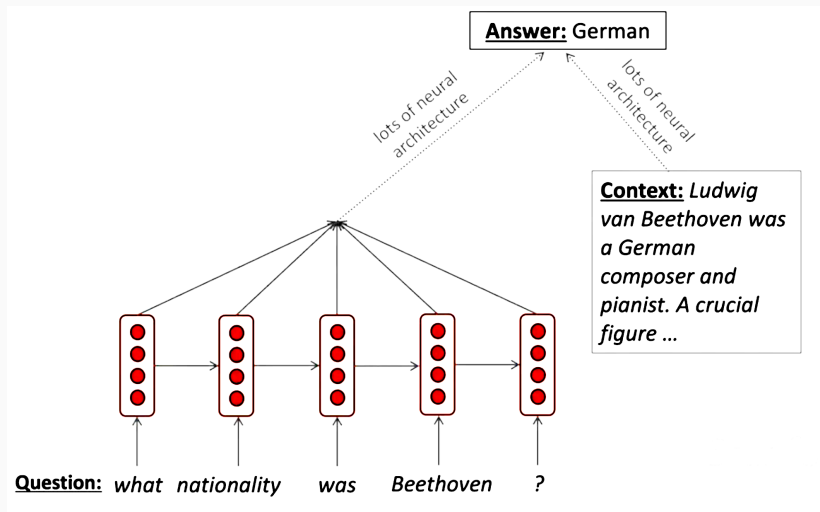 Answer: German
lots of neural
architecture
lots of neural
architecture
Context: Ludwig
van Beethoven was
a German
composer and
pianist. A crucial
figure ...
Question: what nationality was Beethoven ?